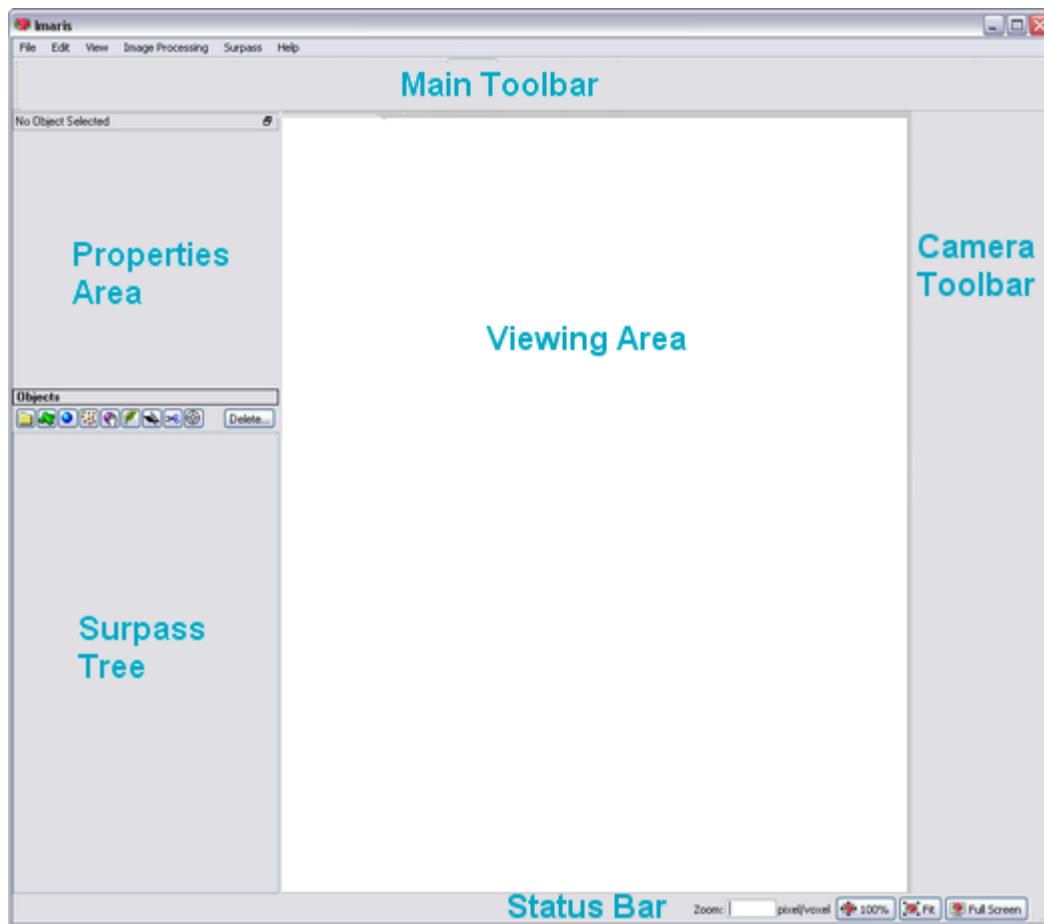 Imaris
File Edit View Image Processing Surpass Help
Main Toolbar
No Object Selected
Properties
Area
Camera
Toolbar
Viewing Area
Objects
Delete...
Surpass
Tree
Status Bar
Zoom: pixel/voxel 100% Fit Full Screen